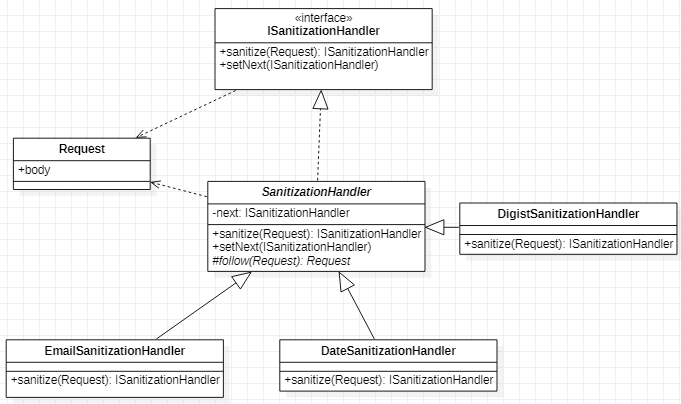 «interface»
ISanitizationHandler
+sanitize(Request): ISanitizationHandler
+setNext(ISanitizationHandler)
Request
+body
SanitizationHandler
-next: ISanitizationHandler
+sanitize(Request): ISanitizationHandler
+setNext(ISanitizationHandler)
#follow(Request): Request
DigistSanitizationHandler
+sanitize(Request): ISanitizationHandler
EmailSanitizationHandler
+sanitize(Request): ISanitizationHandler
DateSanitizationHandler
+sanitize(Request): ISanitizationHandler